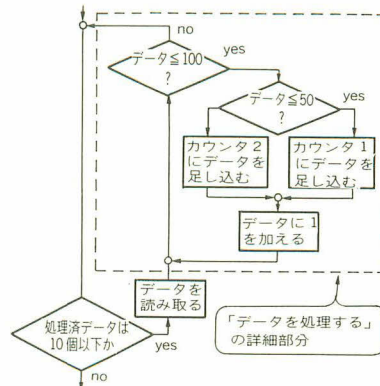 no
データ≦100
?
yes
データ≦50
?
yes
カウンタ2
にデータを
足し込む
カウンタ1
にデータを
足し込む
データに1
を加える
データを
読み取る
処理済データは
10個以下か
yes
no
「データを処理する」
の詳細部分